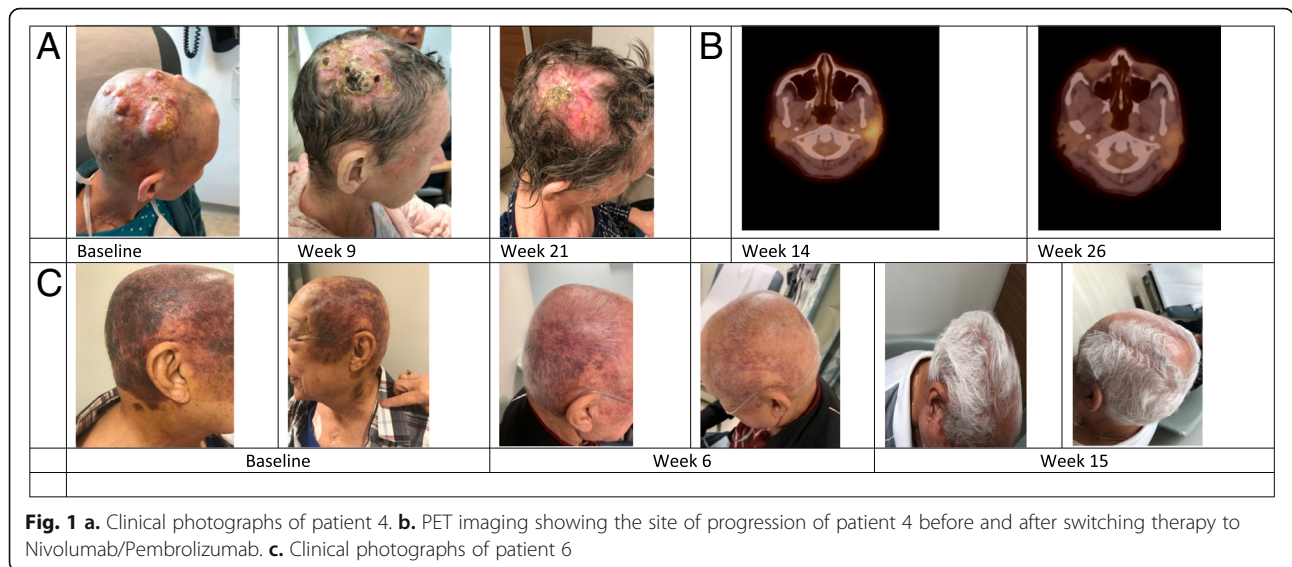 A
B
Baseline
Week 9
Week 21
Week 14
Week 26
C
Baseline
Week 6
Week 15
Fig. 1 a. Clinical photographs of patient 4. b. PET imaging showing the site of progression of patient 4 before and after switching therapy to
Nivolumab/Pembrolizumab. c. Clinical photographs of patient 6